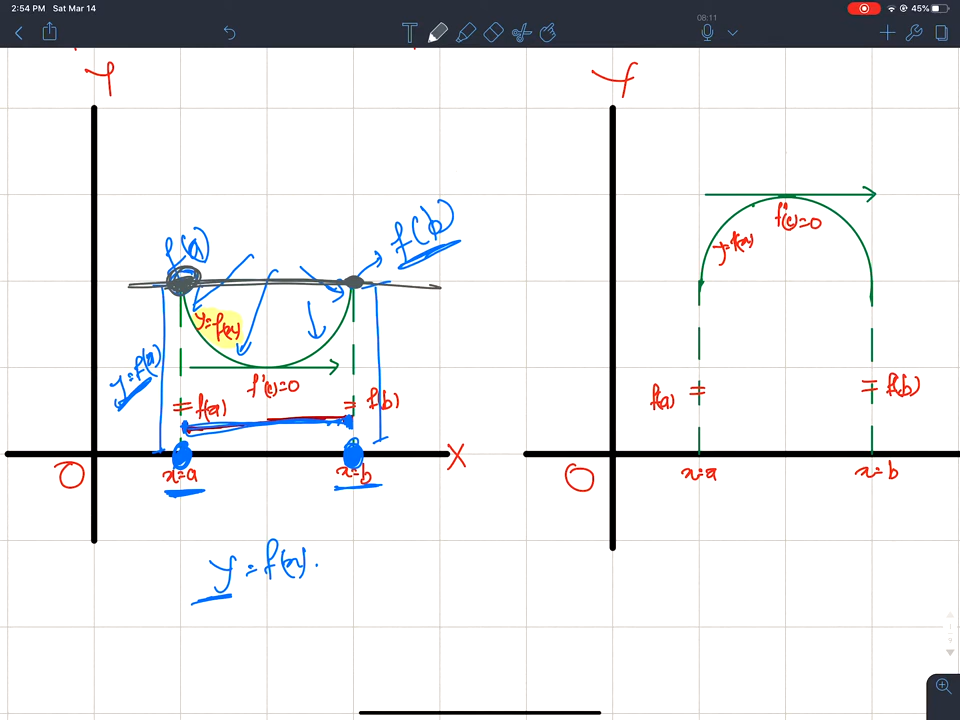 2:54 PM Sat Mar 14
45%
08:11
T
Y
f(a)
f(b)
y=f(x)
y=f(a)
f'(c)=0
=f(a)
= f(b)
O
x=a
x=b
X
y=f(x).
Y
f'(c)=0
y=f(x)
f(a) =
= f(b)
O
x=a
x=b